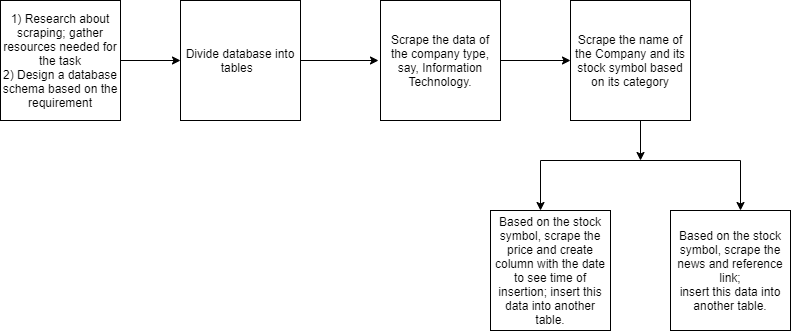 1) Research about
scraping; gather
resources needed for
the task
2) Design a database
schema based on the
requirement
Divide database into
tables
Scrape the data of
the company type,
say, Information
Technology.
Scrape the name of
the Company and its
stock symbol based
on its category
Based on the stock
symbol, scrape the
price and create
column with the date
to see time of
insertion; insert this
data into another
table.
Based on the stock
symbol, scrape the
news and reference
link;
insert this data into
another table.